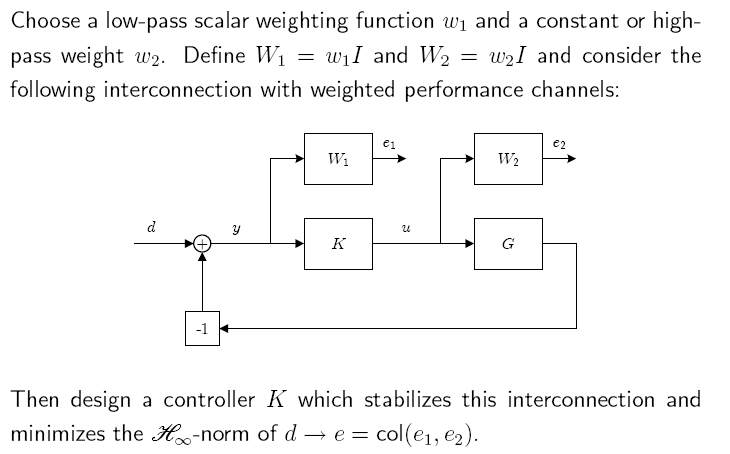 Choose a low-pass scalar weighting function w₁ and a constant or high-
pass weight w₂. Define W₁ = w₁I and W₂ = w₂I and consider the
following interconnection with weighted performance channels:
W₁
e₁
W₂
e₂
d
+
y
K
u
G
-1
Then design a controller K which stabilizes this interconnection and
minimizes the ℋ∞-norm of d → e = col(e₁, e₂).